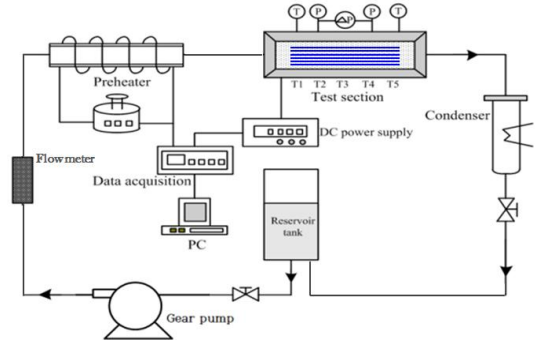 T P ΔP P T
T1 T2 T3 T4 T5
Test section
Preheater
Condenser
DC power supply
Flowmeter
Data acquisition
PC
Reservoir
tank
Gear pump